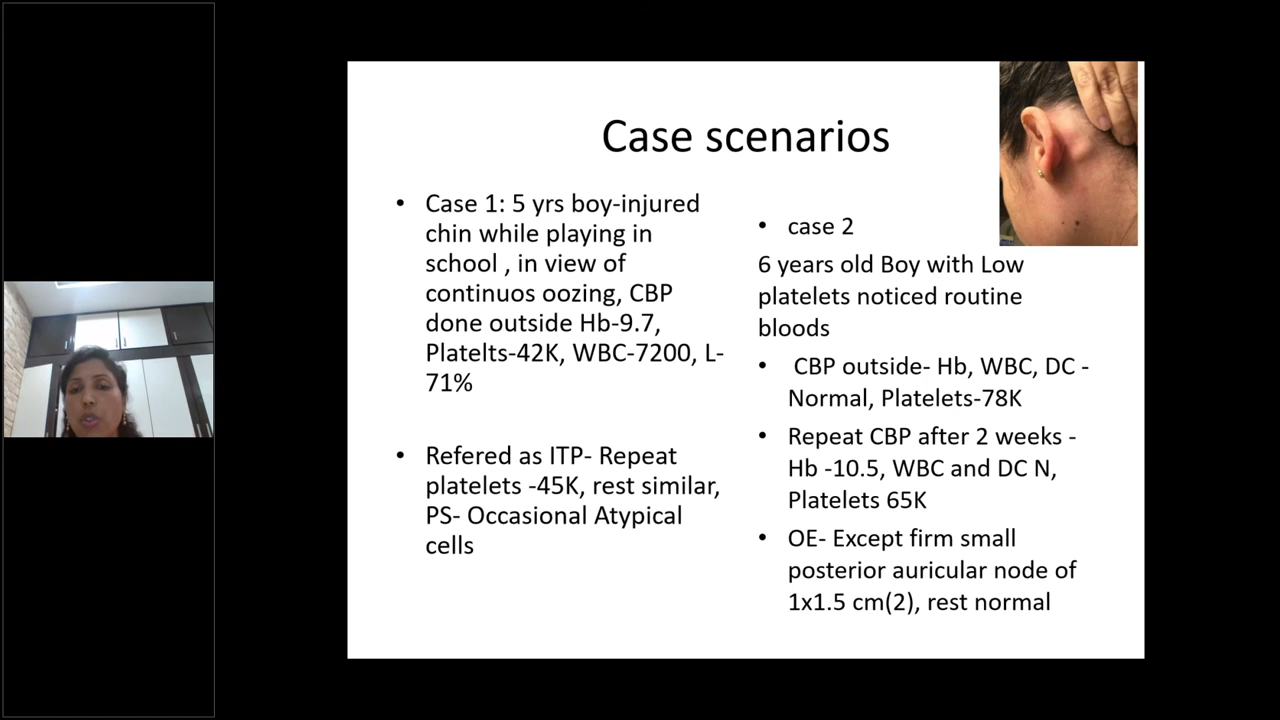 Case scenarios
• Case 1: 5 yrs boy-injured
chin while playing in
school , in view of
continuos oozing, CBP
done outside Hb-9.7,
Platelts-42K, WBC-7200, L-
71%
• Refered as ITP- Repeat
platelets -45K, rest similar,
PS- Occasional Atypical
cells
• case 2
6 years old Boy with Low
platelets noticed routine
bloods
• CBP outside- Hb, WBC, DC -
Normal, Platelets-78K
• Repeat CBP after 2 weeks -
Hb -10.5, WBC and DC N,
Platelets 65K
• OE- Except firm small
posterior auricular node of
1x1.5 cm(2), rest normal